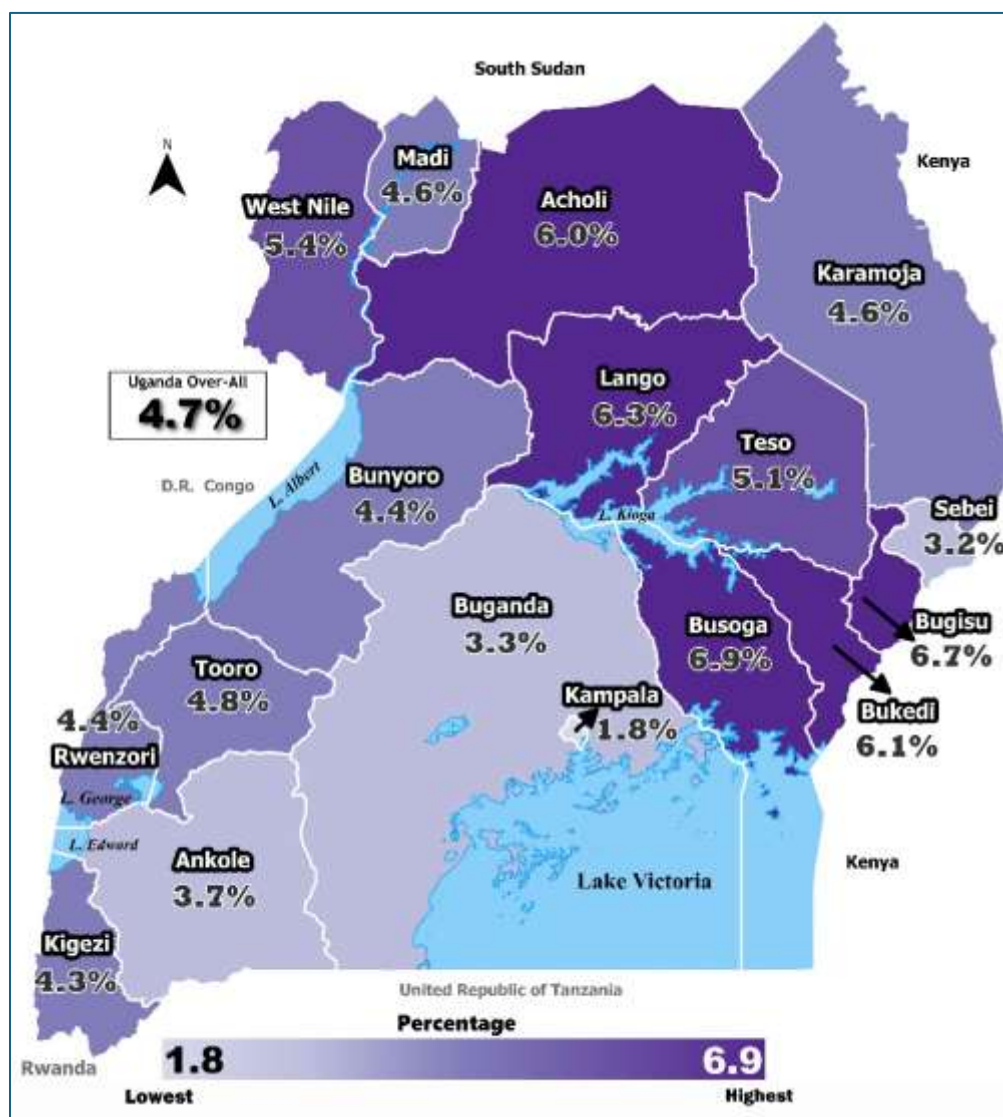 South Sudan
N
Kenya
Madi
4.6%
West Nile
5.4%
Acholi
6.0%
Karamoja
4.6%
Uganda Over-All
4.7%
Lango
6.3%
Teso
5.1%
D.R. Congo
L. Albert
Bunyoro
4.4%
L. Kioga
Sebei
3.2%
Buganda
3.3%
Busoga
6.9%
Bugisu
6.7%
Tooro
4.8%
Kampala
1.8%
Bukedi
6.1%
4.4%
Rwenzori
L. George
L. Edward
Ankole
3.7%
Lake Victoria
Kenya
Kigezi
4.3%
United Republic of Tanzania
Percentage
Rwanda
1.8
6.9
Lowest
Highest